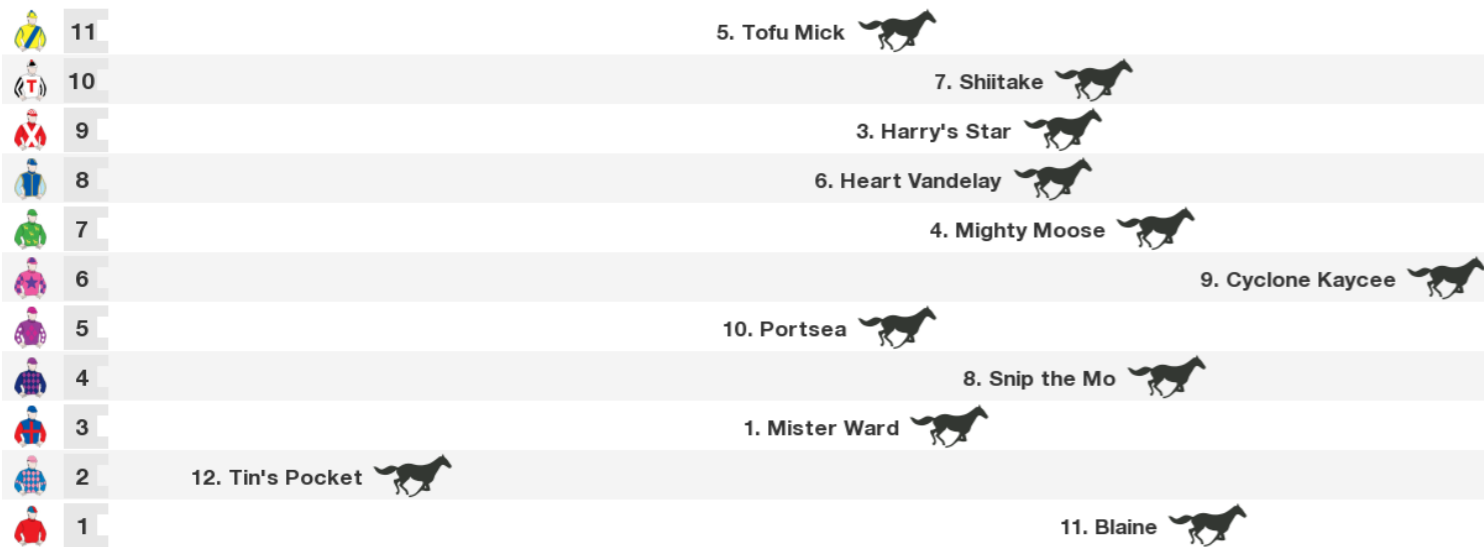 11 5. Tofu Mick
T
10 7. Shiitake
9 3. Harry's Star
8 6. Heart Vandelay
7 4. Mighty Moose
6 9. Cyclone Kaycee
5 10. Portsea
4 8. Snip the Mo
3 1. Mister Ward
2 12. Tin's Pocket
1 11. Blaine